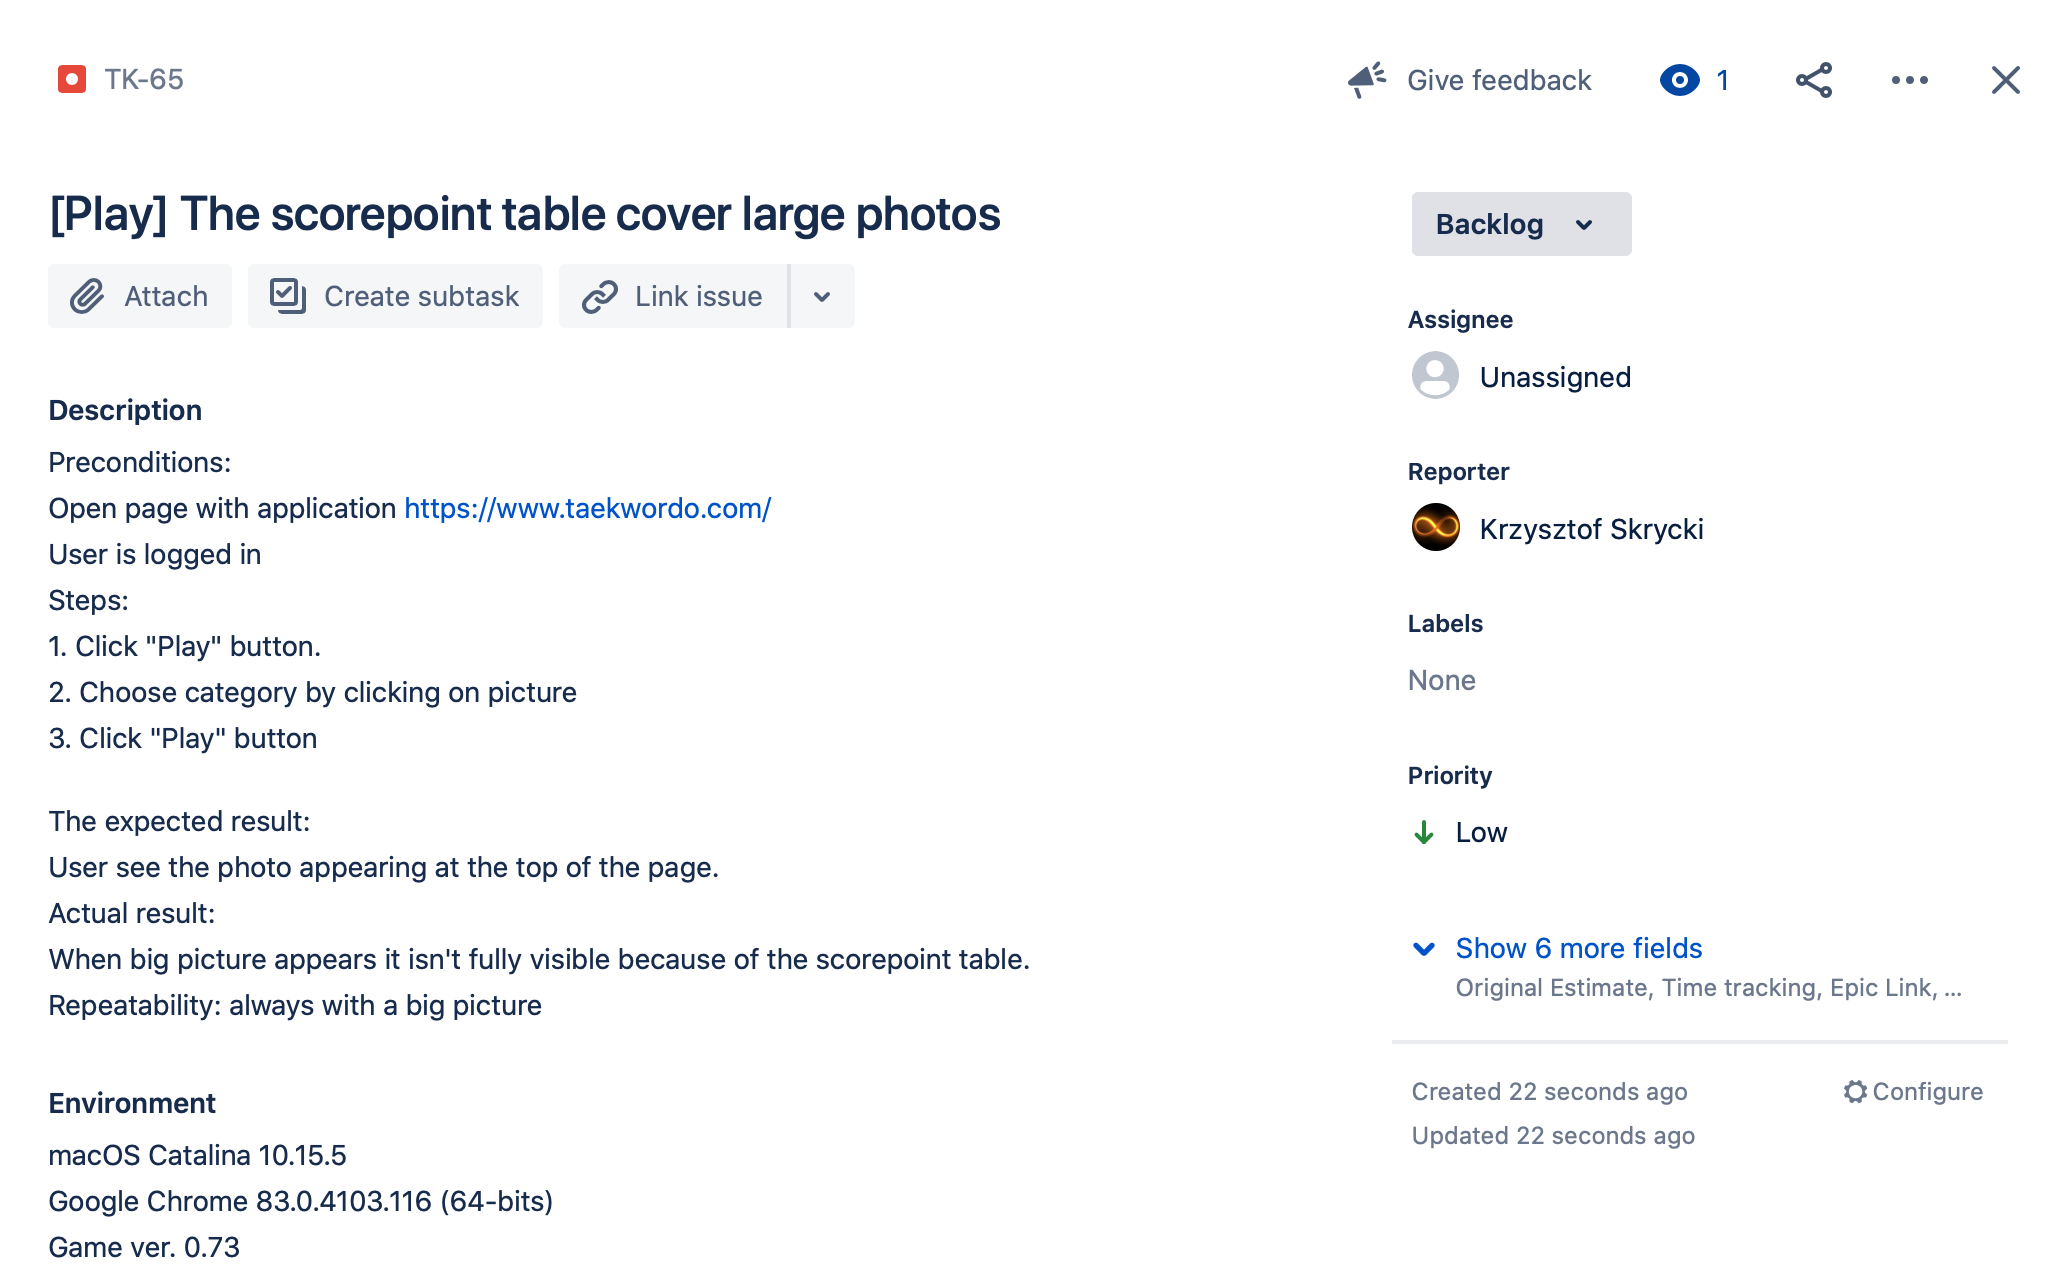 TK-65
Give feedback
1
[Play] The scorepoint table cover large photos
Attach
Create subtask
Link issue
Description
Preconditions:
Open page with application https://www.taekwordo.com/
User is logged in
Steps:
1. Click "Play" button.
2. Choose category by clicking on picture
3. Click "Play" button
The expected result:
User see the photo appearing at the top of the page.
Actual result:
When big picture appears it isn't fully visible because of the scorepoint table.
Repeatability: always with a big picture
Environment
macOS Catalina 10.15.5
Google Chrome 83.0.4103.116 (64-bits)
Game ver. 0.73
Backlog
Assignee
Unassigned
Reporter
Krzysztof Skrycki
Labels
None
Priority
Low
Show 6 more fields
Original Estimate, Time tracking, Epic Link, ...
Created 22 seconds ago
Configure
Updated 22 seconds ago